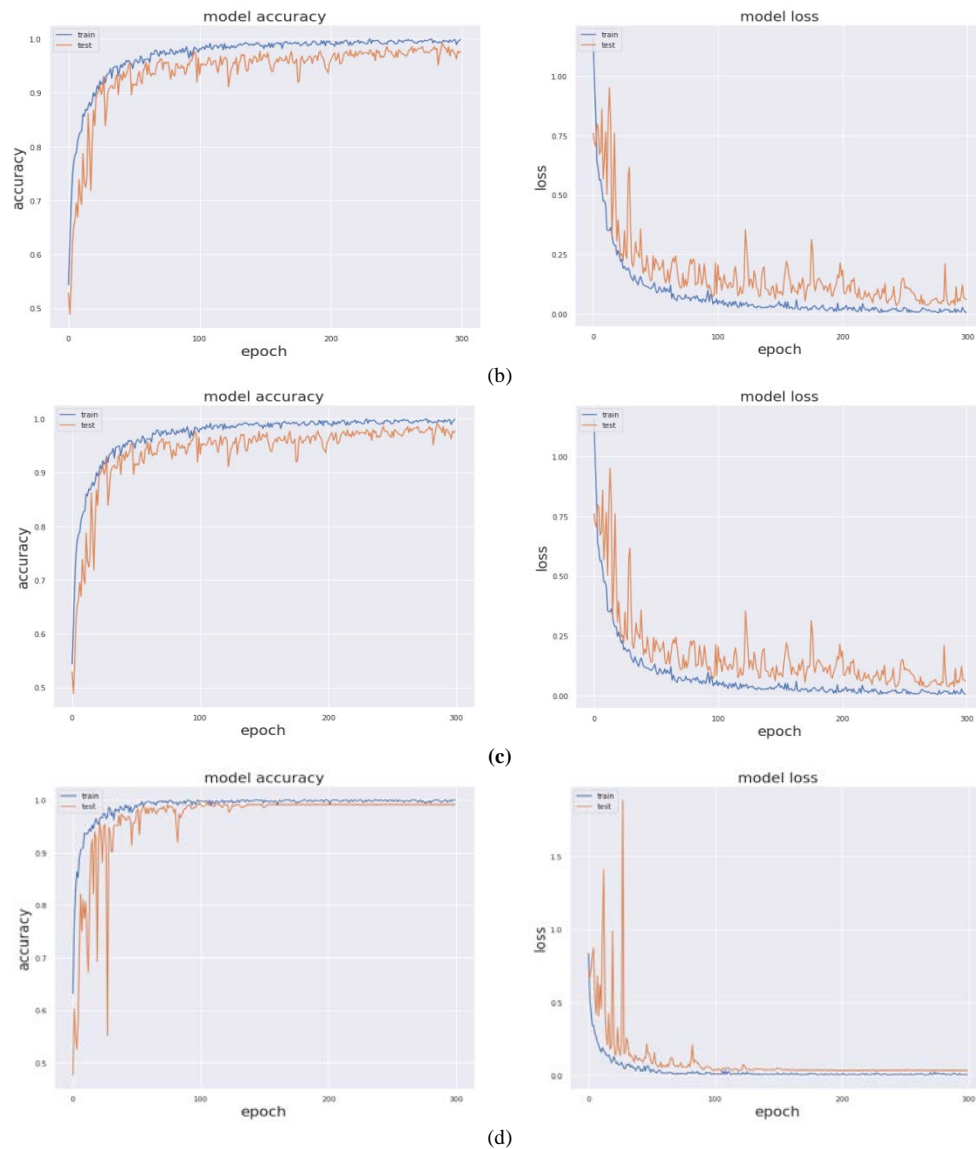 model accuracy
train
test
1.0
0.9
0.8
0.7
0.6
0.5
accuracy
0
100
200
300
epoch
model loss
train
test
1.00
0.75
0.50
0.25
0.00
loss
0
100
200
300
epoch
(b)
model accuracy
train
test
1.0
0.9
0.8
0.7
0.6
0.5
accuracy
0
100
200
300
epoch
model loss
train
test
1.00
0.75
0.50
0.25
0.00
loss
0
100
200
300
epoch
(c)
model accuracy
train
test
1.0
0.9
0.8
0.7
0.6
0.5
accuracy
0
100
200
300
epoch
model loss
train
test
1.5
1.0
0.5
0.0
loss
0
100
200
300
epoch
(d)